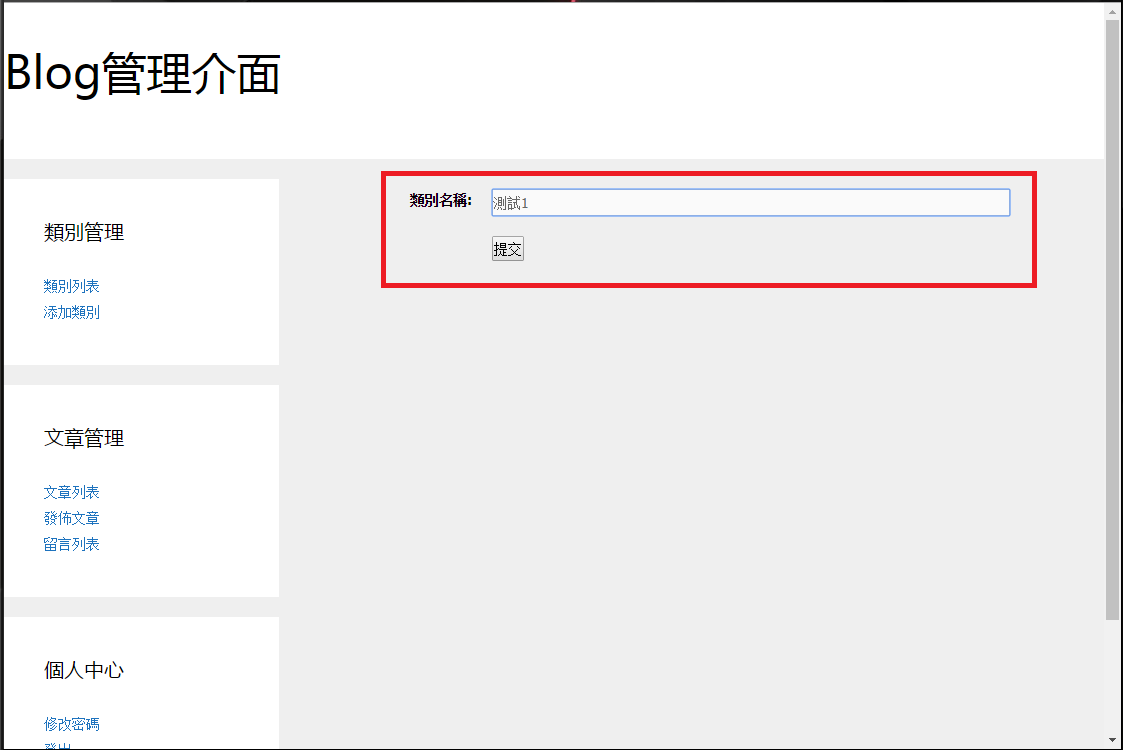 Blog管理介面
類別管理
類別列表
添加類別
文章管理
文章列表
發佈文章
留言列表
個人中心
修改密碼
登出
類別名稱:
測試1
提交